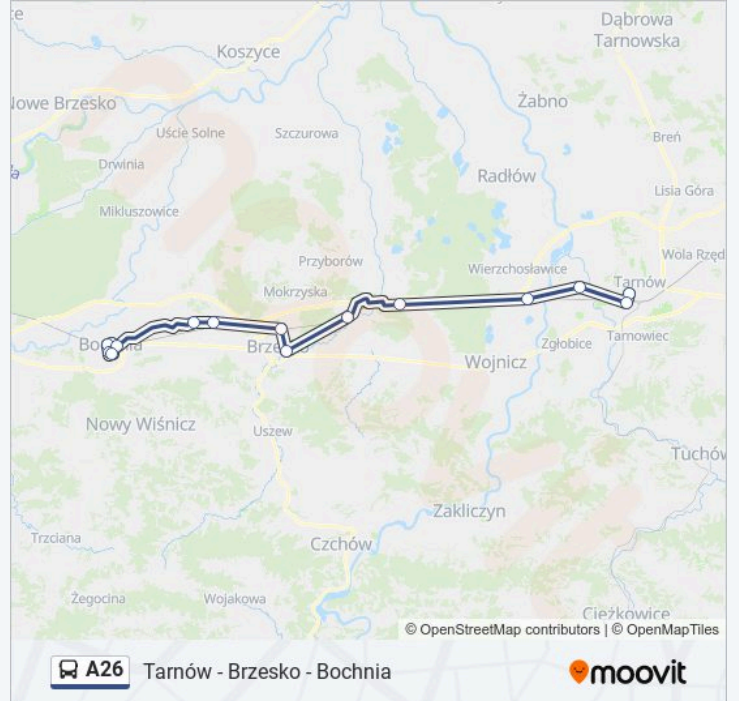 ce
Dąbrowa
Tarnowska
Koszyce
Nowe Brzesko
Żabno
Uście Solne
Szczurowa
Breń
Drwinia
Radłów
Lisia Góra
Mikluszowice
Przyborów
Wierzchosławice
Wola Rzęd
Mokrzyska
Tarnów
Bochnia
Brzesko
Zgłobice
Tarnowiec
Wojnicz
Nowy Wiśnicz
Uszew
Tuchów
Zakliczyn
Trzciana
Czchów
Żegocina
Wojakowa
Ciężkowice
© OpenStreetMap contributors | © OpenMapTiles
A26 Tarnów - Brzesko - Bochnia
moovit